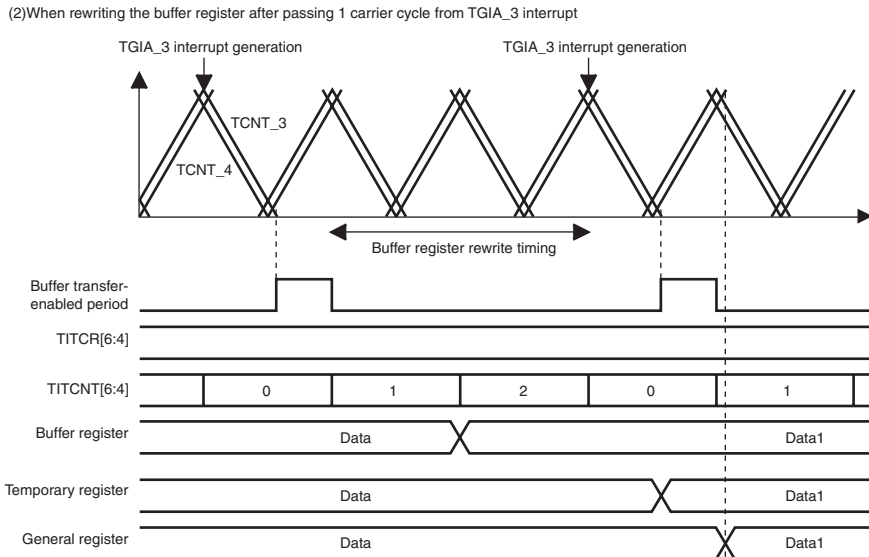 (2)When rewriting the buffer register after passing 1 carrier cycle from TGIA_3 interrupt
TGIA_3 interrupt generation
TGIA_3 interrupt generation
TCNT_3
TCNT_4
Buffer register rewrite timing
Buffer transfer-
enabled period
TITCR[6:4]
TITCNT[6:4]
0
1
2
0
1
Buffer register
Data
Data1
Temporary register
Data
Data1
General register
Data
Data1